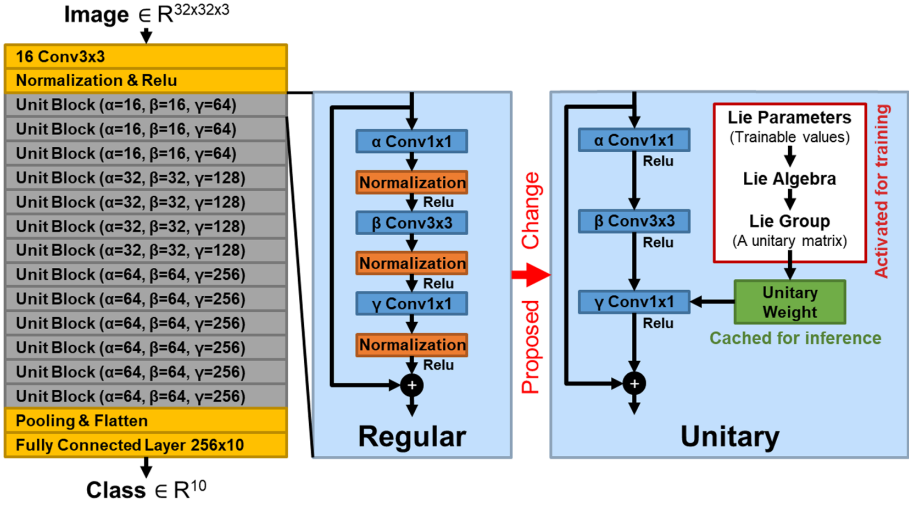 Image ∈ R32x32x3
16 Conv3x3
Normalization & Relu
Unit Block (α=16, β=16, γ=64)
Unit Block (α=16, β=16, γ=64)
Unit Block (α=16, β=16, γ=64)
Unit Block (α=32, β=32, γ=128)
Unit Block (α=32, β=32, γ=128)
Unit Block (α=32, β=32, γ=128)
Unit Block (α=32, β=32, γ=128)
Unit Block (α=64, β=64, γ=256)
Unit Block (α=64, β=64, γ=256)
Unit Block (α=64, β=64, γ=256)
Unit Block (α=64, β=64, γ=256)
Unit Block (α=64, β=64, γ=256)
Unit Block (α=64, β=64, γ=256)
Pooling & Flatten
Fully Connected Layer 256x10
Class ∈ R10
α Conv1x1
Normalization
Relu
β Conv3x3
Normalization
Relu
γ Conv1x1
Normalization
Relu
+
Regular
Proposed Change
α Conv1x1
Relu
β Conv3x3
Relu
γ Conv1x1
Relu
+
Unitary
Lie Parameters
(Trainable values)
Lie Algebra
Lie Group
(A unitary matrix)
Activated for training
Unitary
Weight
Cached for inference